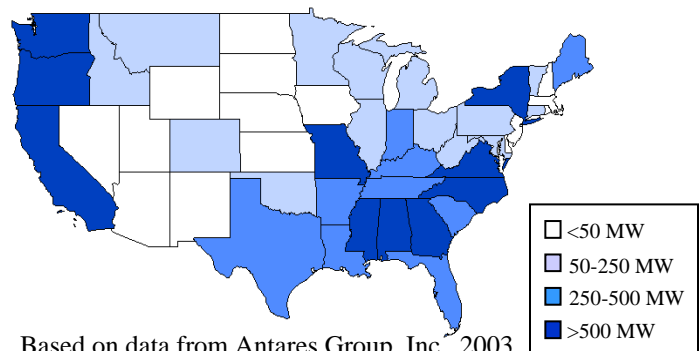 <50 MW
50-250 MW
250-500 MW
>500 MW
Based on data from Antares Group, Inc., 2003